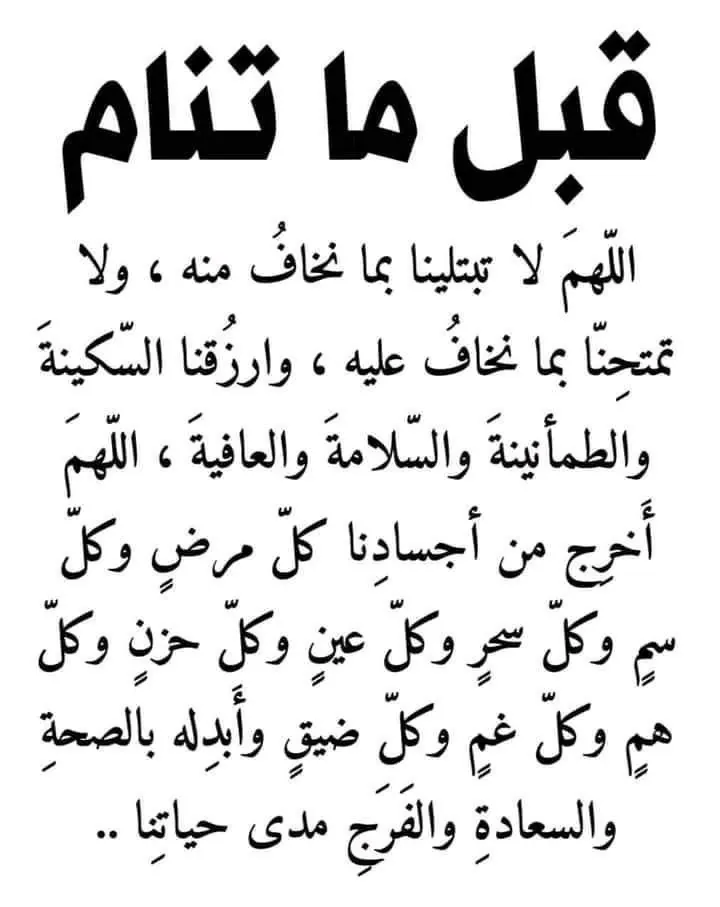 قبل ما تنام
اللّهمَ لا تبتلينا بما نخافُ منه ، ولا
تمتحِنّا بما نخافُ عليه ، وارزُقنا السّكينةَ
والطمأنينةَ والسّلامةَ والعافيةَ ، اللّهمَ
أَخرِج من أجسادِنا كلّ مرضٍ وكلّ
سمٍ وكلّ سحرٍ وكلّ عينٍ وكلّ حزنٍ وكلّ
همٍ وكلّ غمٍ وكلّ ضيقٍ وأَبدِله بالصحةِ
والسعادةِ والفَرَجِ مدى حياتِنا ..